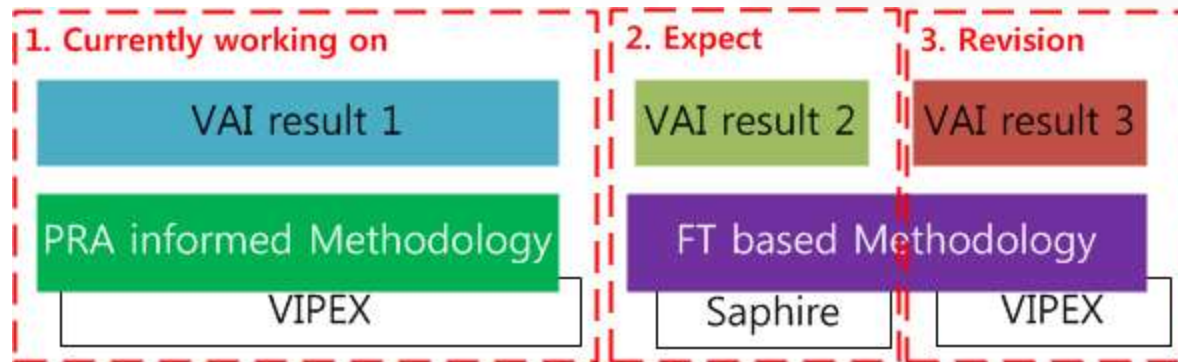 1. Currently working on
2. Expect
3. Revision
VAI result 1
VAI result 2
VAI result 3
PRA informed Methodology
FT based Methodology
VIPEX
Saphire
VIPEX